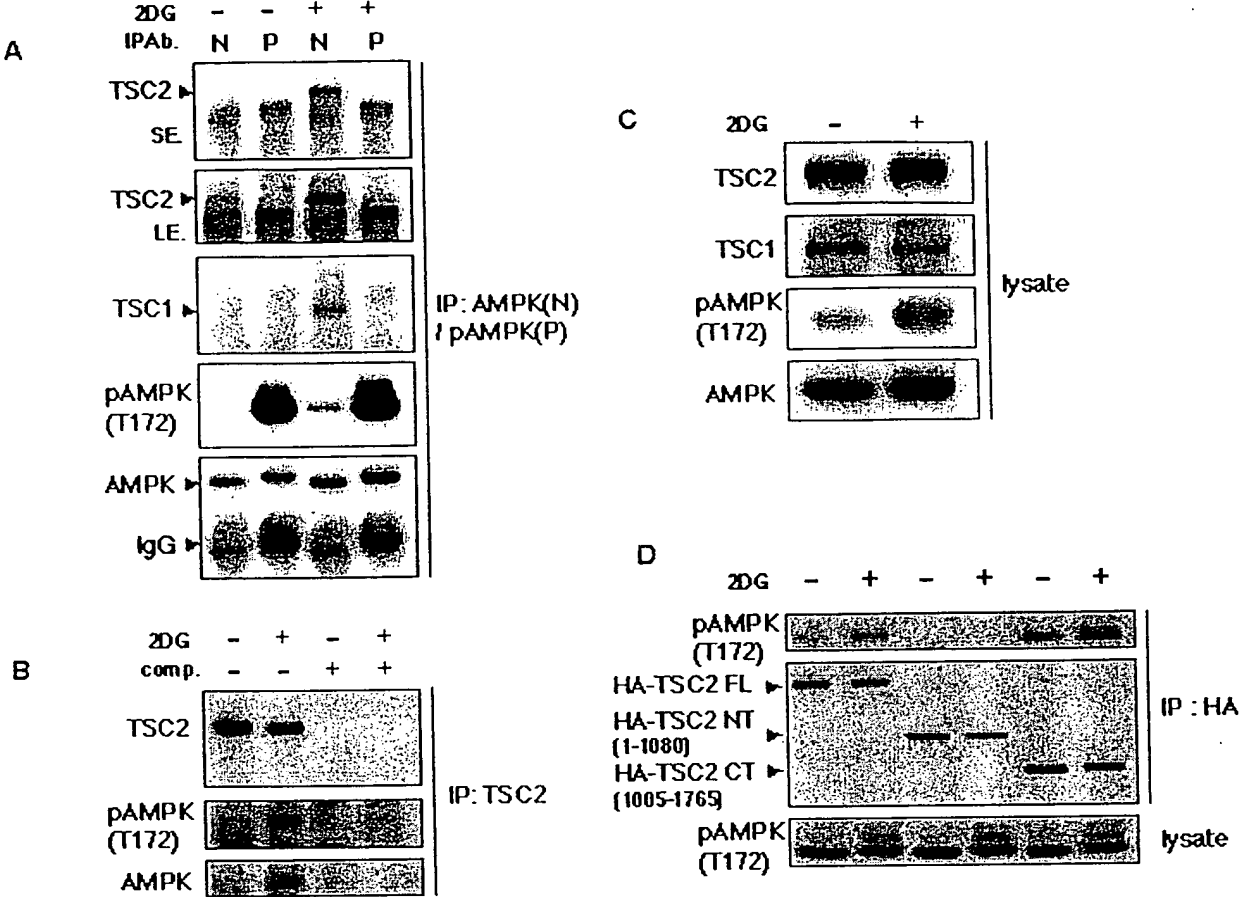 A
2DG - - + +
IPAb. N P N P
TSC2
SE.
TSC2
LE.
TSC1
IP: AMPK(N)
/ pAMPK(P)
pAMPK
(T172)
AMPK
IgG
B
2DG - + - +
comp. - - + +
TSC2
pAMPK
(T172)
AMPK
IP: TSC2
C
2DG - +
TSC2
TSC1
pAMPK
(T172)
AMPK
lysate
D
2DG - + - + - +
pAMPK
(T172)
HA-TSC2 FL
HA-TSC2 NT
(1-1080)
HA-TSC2 CT
(1005-1765)
IP : HA
pAMPK
(T172)
lysate